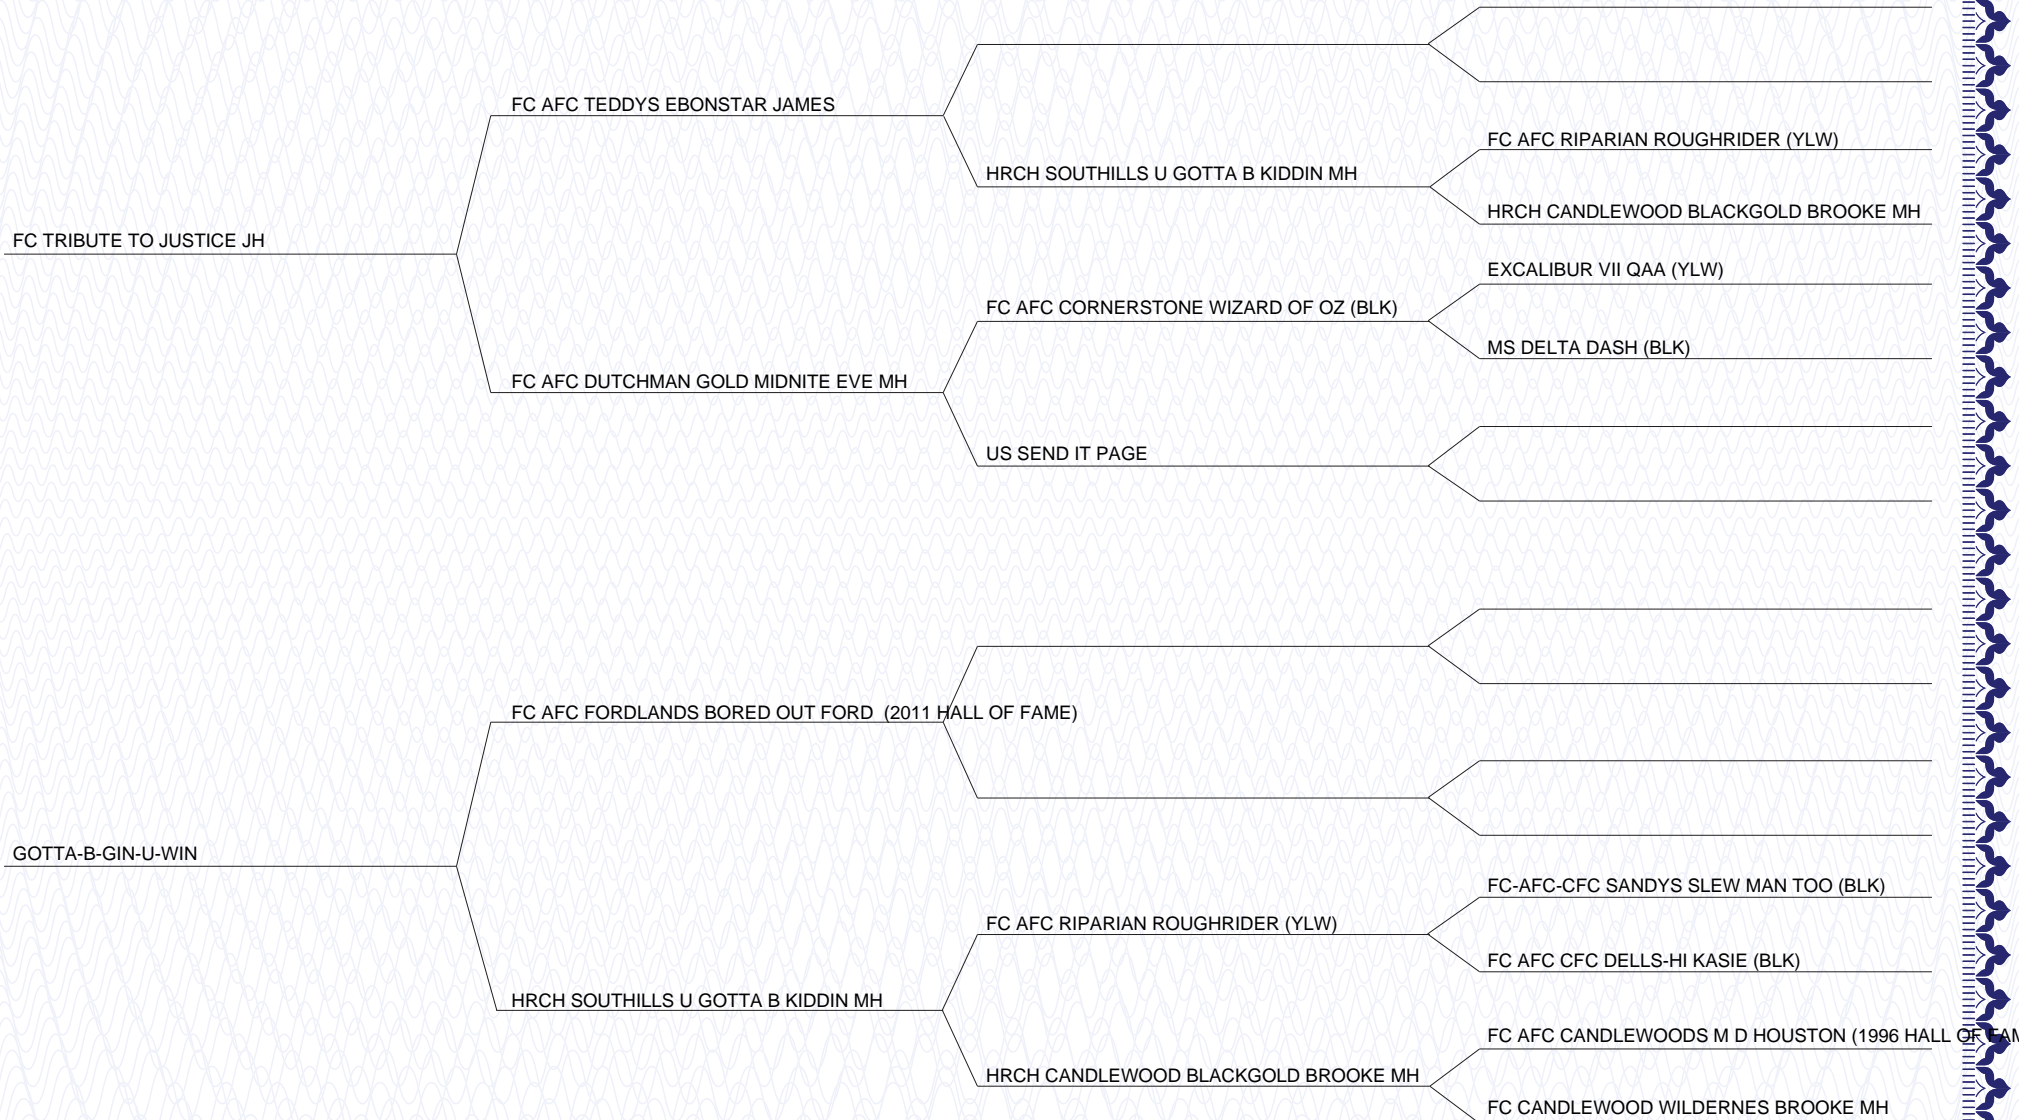 FC AFC TEDDYS EBONSTAR JAMES
FC AFC RIPARIAN ROUGHRIDER (YLW)
HRCH SOUTHILLS U GOTTA B KIDDIN MH
HRCH CANDLEWOOD BLACKGOLD BROOKE MH
FC TRIBUTE TO JUSTICE JH
EXCALIBUR VII QAA (YLW)
FC AFC CORNERSTONE WIZARD OF OZ (BLK)
MS DELTA DASH (BLK)
FC AFC DUTCHMAN GOLD MIDNITE EVE MH
US SEND IT PAGE
FC AFC FORDLANDS BORED OUT FORD (2011 HALL OF FAME)
GOTTA-B-GIN-U-WIN
FC-AFC-CFC SANDYS SLEW MAN TOO (BLK)
FC AFC RIPARIAN ROUGHRIDER (YLW)
FC AFC CFC DELLS-HI KASIE (BLK)
HRCH SOUTHILLS U GOTTA B KIDDIN MH
FC AFC CANDLEWOODS M D HOUSTON (1996 HALL OF FAM
HRCH CANDLEWOOD BLACKGOLD BROOKE MH
FC CANDLEWOOD WILDERNES BROOKE MH